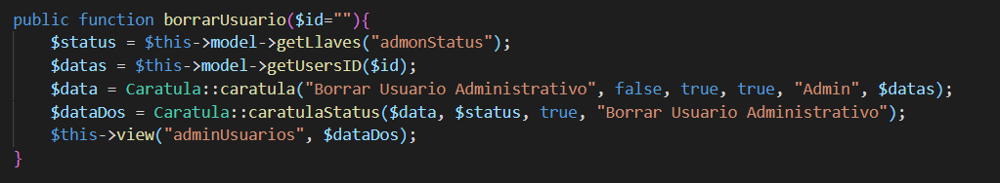 public function borrarUsuario($id=""){
    $status = $this->model->getLlaves("admonStatus");
    $datas = $this->model->getUsersID($id);
    $data = Caratula::caratula("Borrar Usuario Administrativo", false, true, true, "Admin", $datas);
    $dataDos = Caratula::caratulaStatus($data, $status, true, "Borrar Usuario Administrativo");
    $this->view("adminUsuarios", $dataDos);
}